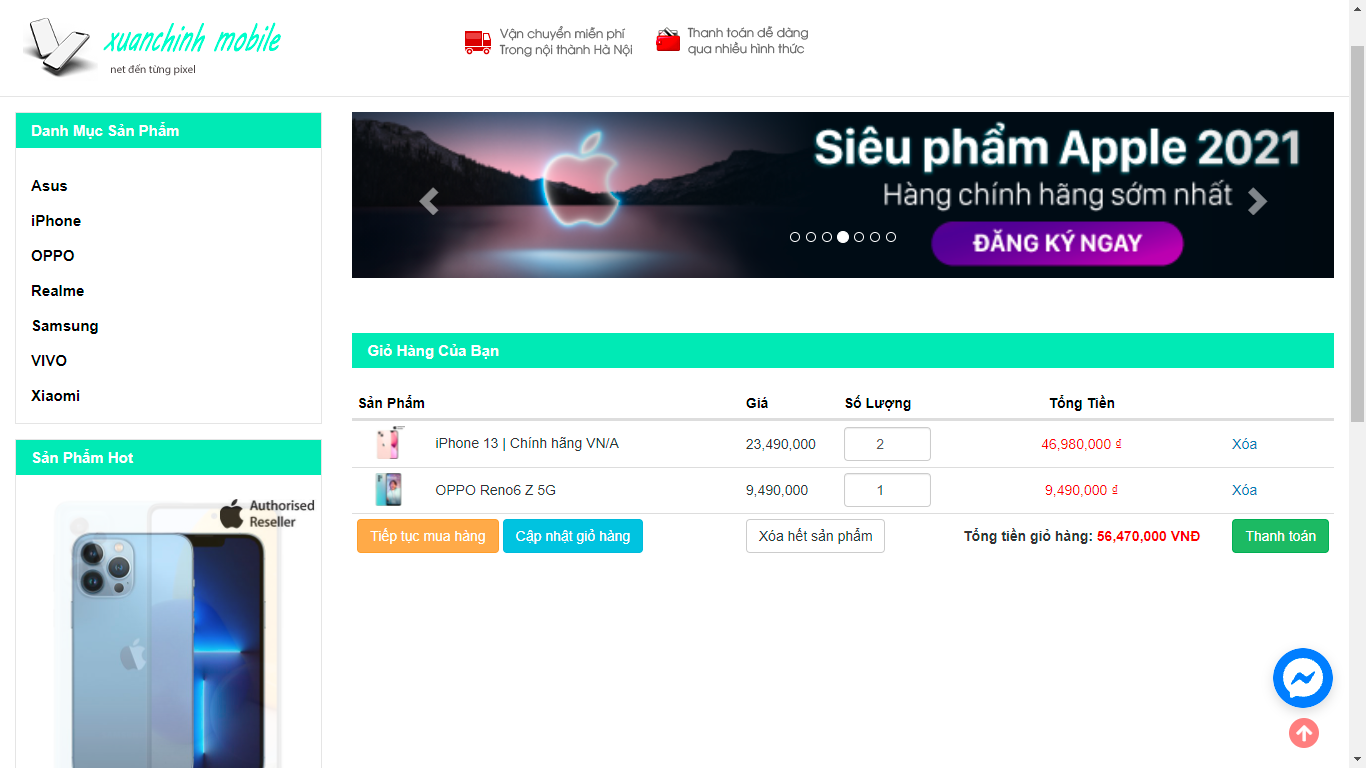 xuanchinh mobile
net đến từng pixel
Vận chuyển miễn phí
Trong nội thành Hà Nội
Thanh toán dễ dàng
qua nhiều hình thức
Danh Mục Sản Phẩm
Asus
iPhone
OPPO
Realme
Samsung
VIVO
Xiaomi
Sản Phẩm Hot
Authorised
Reseller
Siêu phẩm Apple 2021
Hàng chính hãng sớm nhất
ĐĂNG KÝ NGAY
Giỏ Hàng Của Bạn
Sản Phẩm Giá Số Lượng Tổng Tiền
iPhone 13 | Chính hãng VN/A 23,490,000 2 46,980,000 ₫ Xóa
OPPO Reno6 Z 5G 9,490,000 1 9,490,000 ₫ Xóa
Tiếp tục mua hàng Cập nhật giỏ hàng Xóa hết sản phẩm Tổng tiền giỏ hàng: 56,470,000 VNĐ Thanh toán